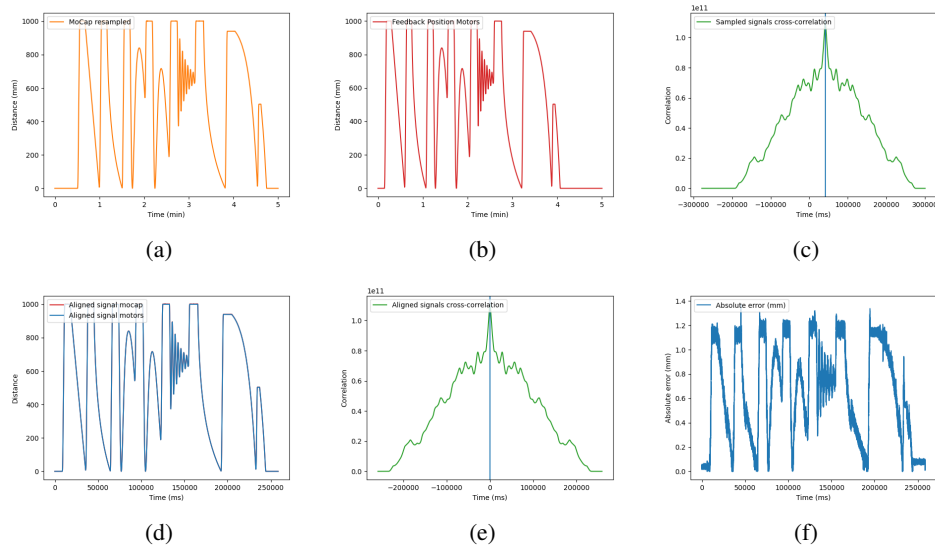 MoCap resampled
Distance (mm)
1000
800
600
400
200
0
0 1 2 3 4 5
Time (min)
(a)
Feedback Position Motors
Distance (mm)
1000
800
600
400
200
0
0 1 2 3 4 5
Time (min)
(b)
1e11
Sampled signals cross-correlation
Correlation
1.0
0.8
0.6
0.4
0.2
0.0
−300000 −200000 −100000 0 100000 200000 300000
Time (ms)
(c)
Aligned signal mocap
Aligned signal motors
Distance
1000
800
600
400
200
0
0 50000 100000 150000 200000 250000
Time (ms)
(d)
1e11
Aligned signals cross-correlation
Correlation
1.0
0.8
0.6
0.4
0.2
0.0
−200000 −100000 0 100000 200000
Time (ms)
(e)
Absolute error (mm)
Absolute error (mm)
1.4
1.2
1.0
0.8
0.6
0.4
0.2
0.0
0 50000 100000 150000 200000 250000
Time (ms)
(f)